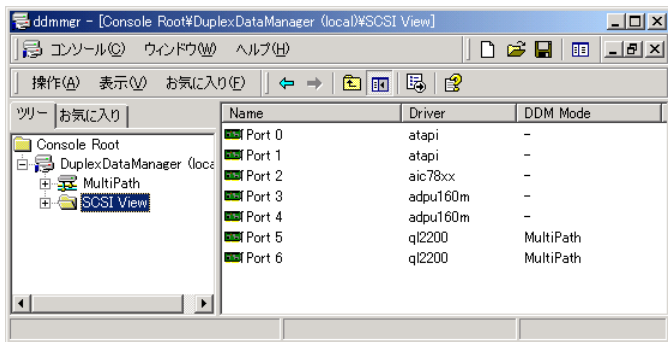 ddmmgr - [Console Root¥DuplexDataManager (local)¥SCSI View]
コンソール(C) ウィンドウ(W) ヘルプ(H)
操作(A) 表示(V) お気に入り(F)
ツリー お気に入り
Console Root
DuplexDataManager (loca
MultiPath
SCSI View
Name Driver DDM Mode
Port 0 atapi -
Port 1 atapi -
Port 2 aic78xx -
Port 3 adpu160m -
Port 4 adpu160m -
Port 5 ql2200 MultiPath
Port 6 ql2200 MultiPath